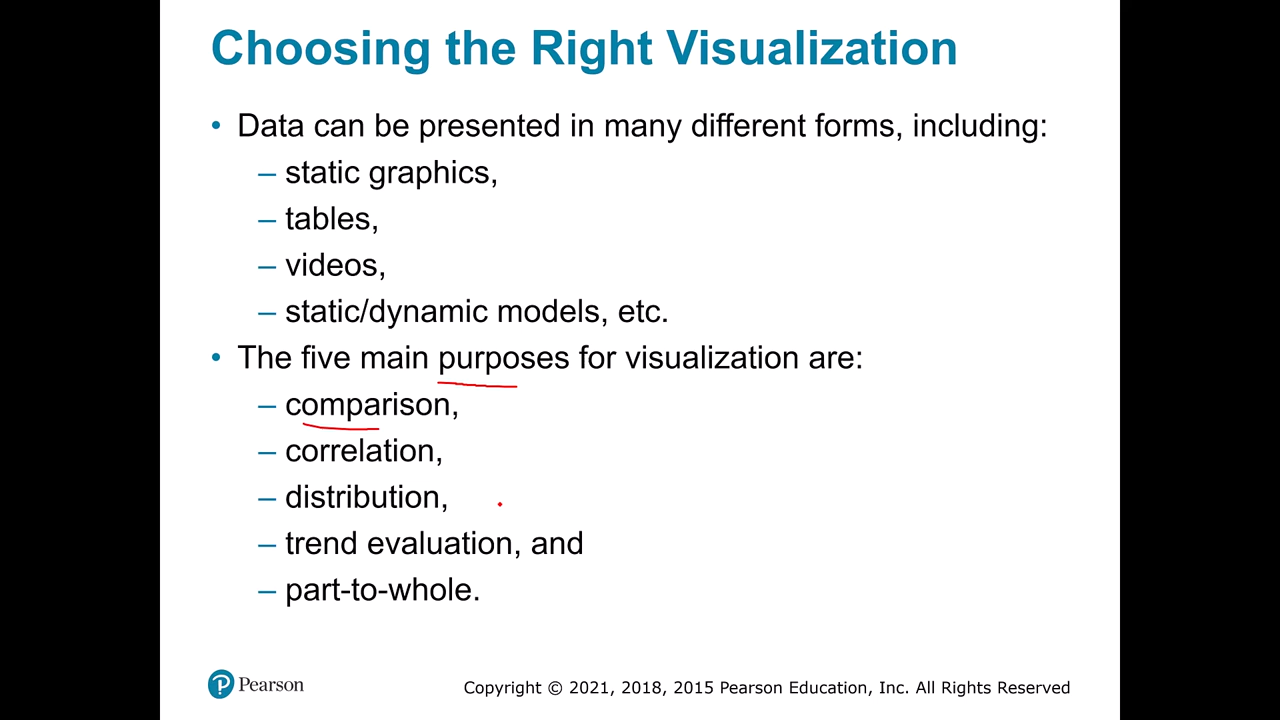 Choosing the Right Visualization
• Data can be presented in many different forms, including:
– static graphics,
– tables,
– videos,
– static/dynamic models, etc.
• The five main purposes for visualization are:
– comparison,
– correlation,
– distribution,
– trend evaluation, and
– part-to-whole.
Pearson
Copyright © 2021, 2018, 2015 Pearson Education, Inc. All Rights Reserved